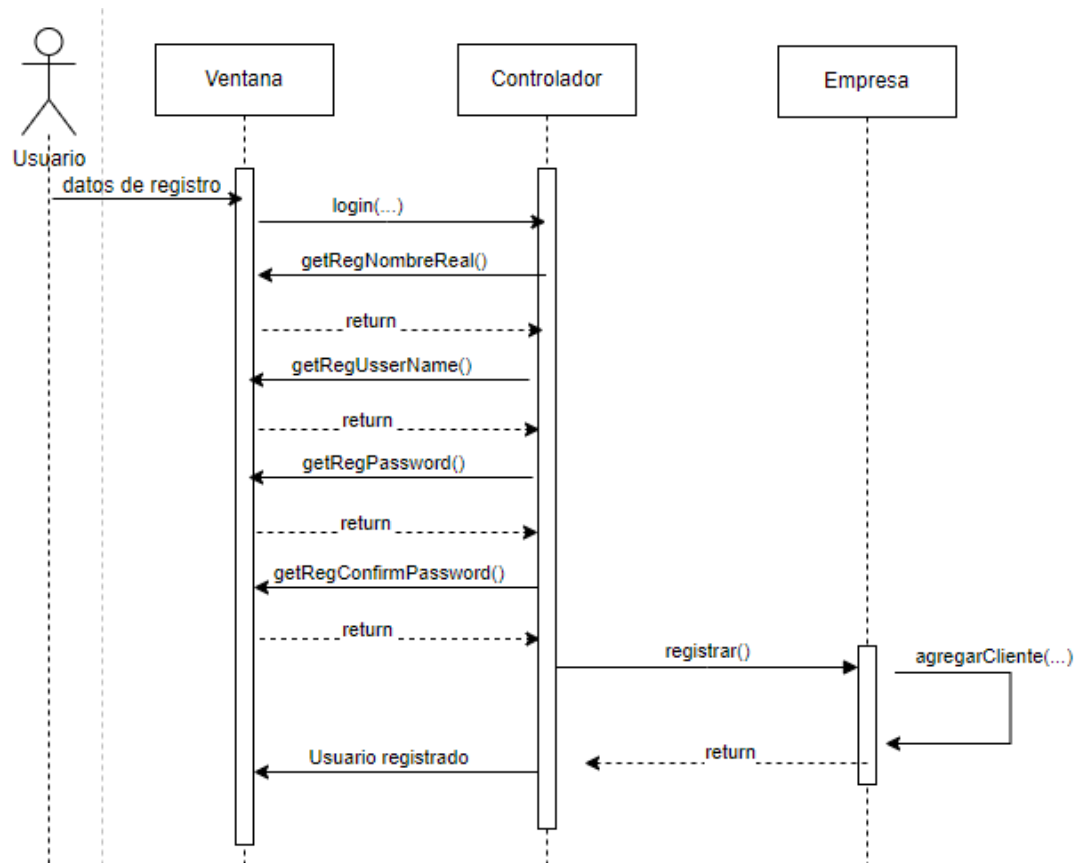 Ventana
Controlador
Empresa
Usuario
datos de registro
login(...)
getRegNombreReal()
return
getRegUsserName()
return
getRegPassword()
return
getRegConfirmPassword()
return
registrar()
agregarCliente(...)
return
Usuario registrado